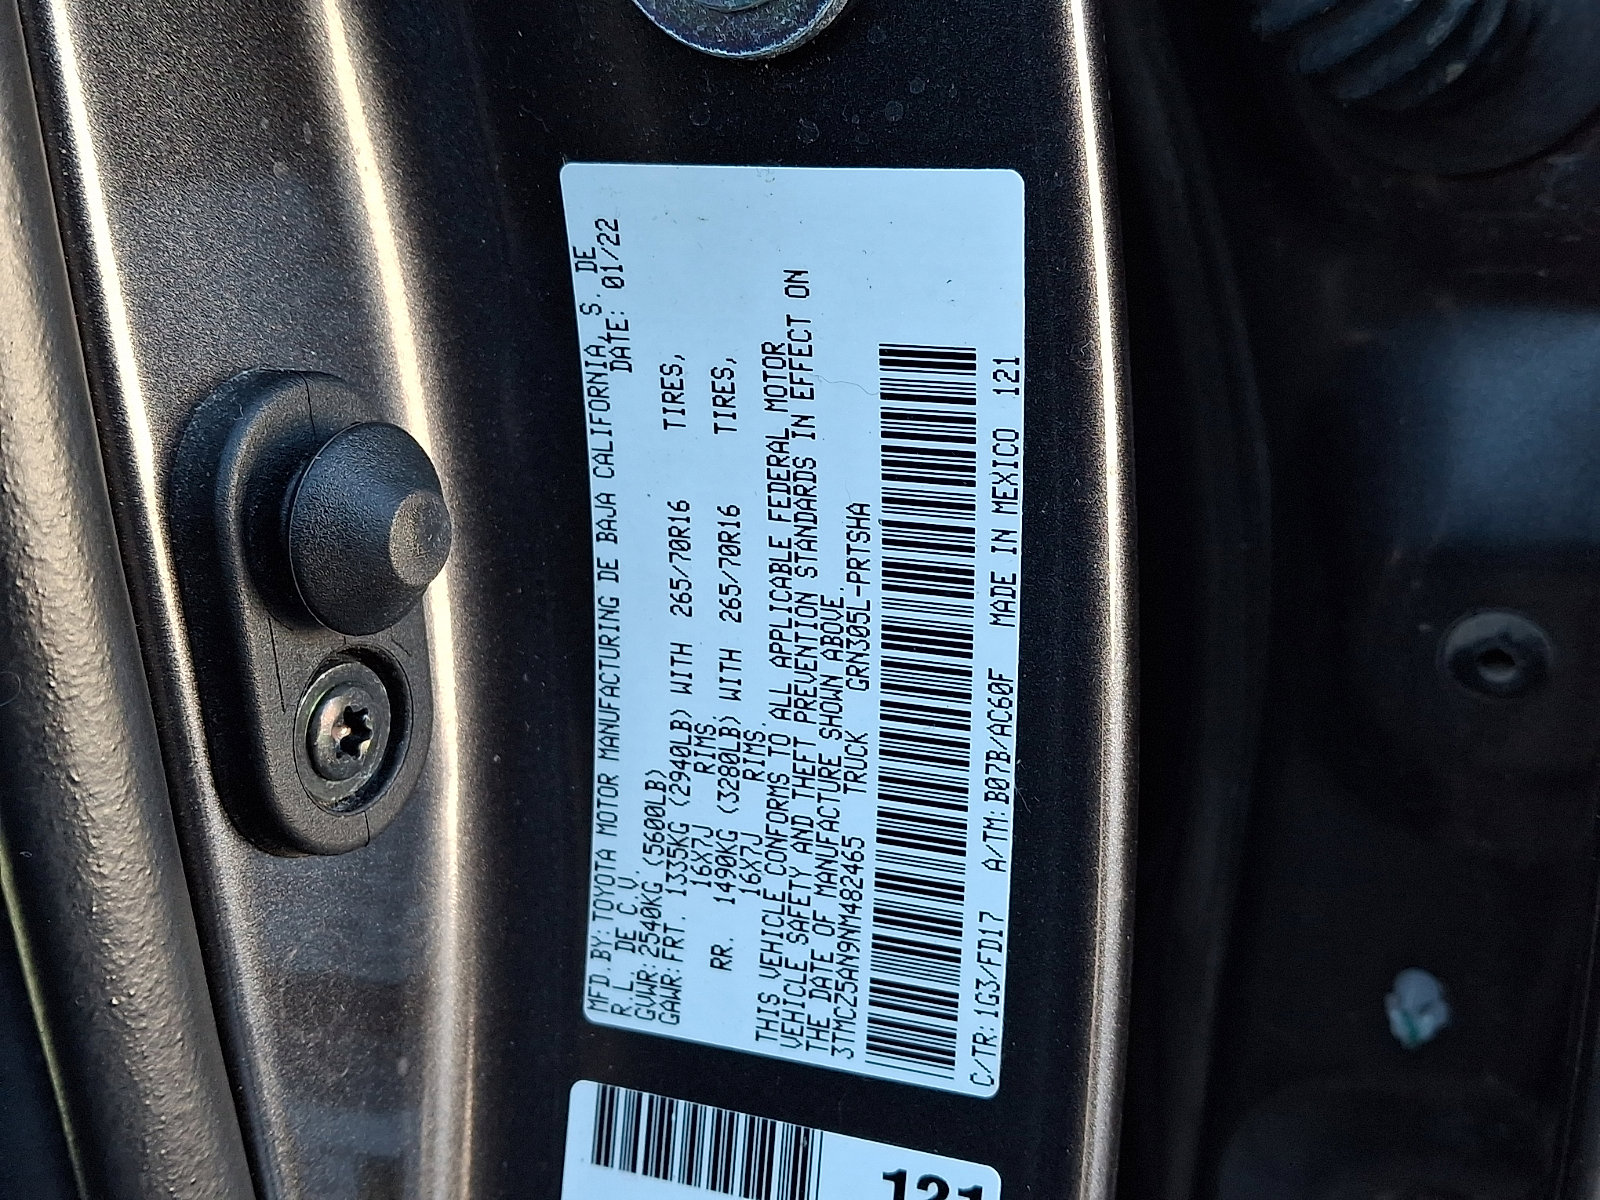 MFD.BY:TOYOTA MOTOR MANUFACTURING DE BAJA CALIFORNIA, S. DE
R.L. DE C.V. DATE: 01/22
GVWR:2540KG (5600LB)
GAWR:FRT. 1335KG (2940LB) WITH 265/70R16 TIRES,
16X7J RIMS.
RR. 1490KG (3280LB) WITH 265/70R16 TIRES,
16X7J RIMS.
THIS VEHICLE CONFORMS TO ALL APPLICABLE FEDERAL MOTOR
VEHICLE SAFETY AND THEFT PREVENTION STANDARDS IN EFFECT ON
THE DATE OF MANUFACTURE SHOWN ABOVE.
3TMCZ5AN9NM482465 TRUCK GRN305L-PRTSHA
C/TR:1G3/FD17 A/TM:B07B/AC60F MADE IN MEXICO 121
121